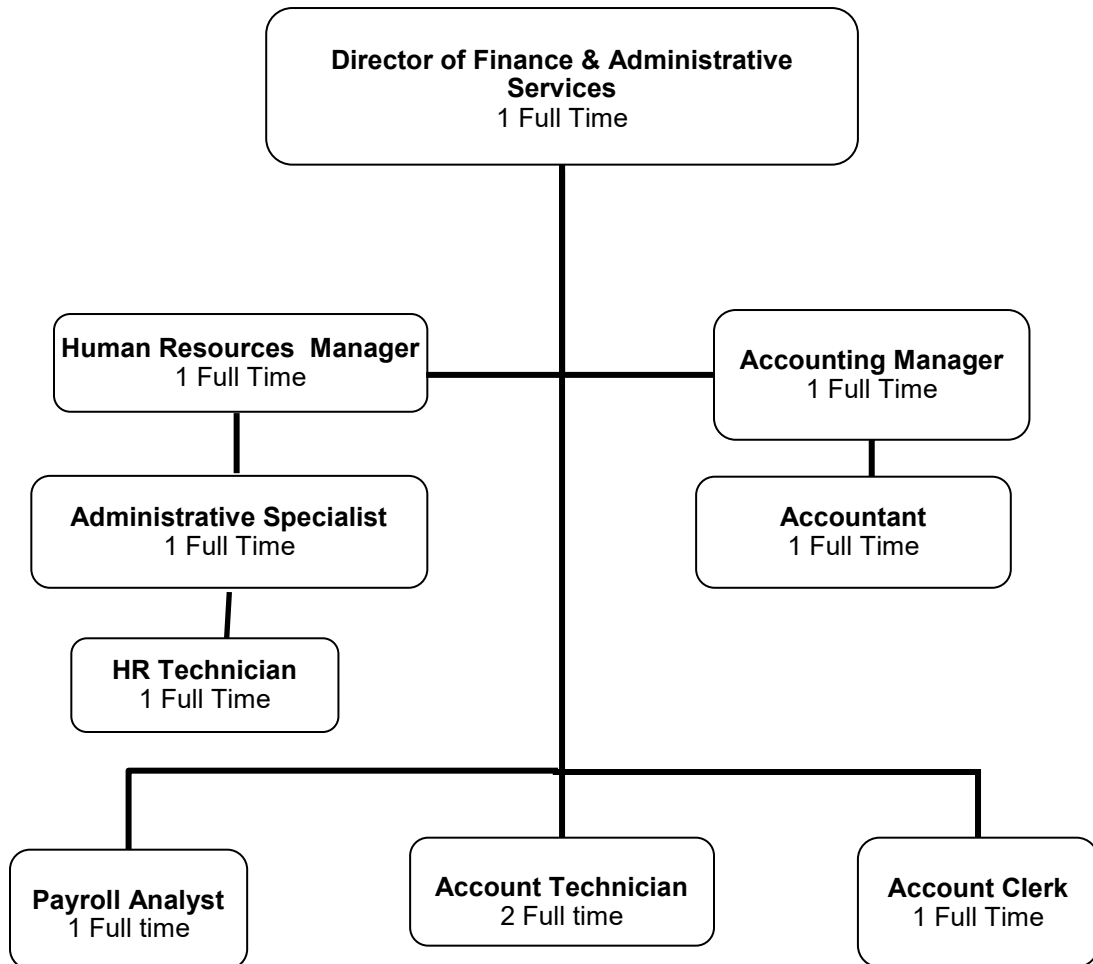 Director of Finance & Administrative
Services
1 Full Time
Human Resources  Manager
1 Full Time
Accounting Manager
1 Full Time
Administrative Specialist
1 Full Time
Accountant
1 Full Time
HR Technician
1 Full Time
Payroll Analyst
1 Full time
Account Technician
2 Full time
Account Clerk
1 Full Time